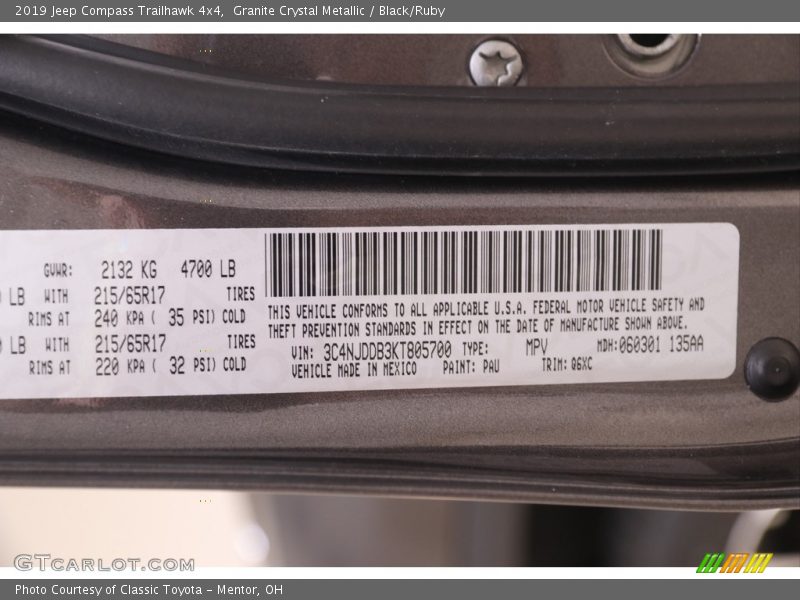 2019 Jeep Compass Trailhawk 4x4, Granite Crystal Metallic / Black/Ruby
GVWR: 2132 KG 4700 LB
LB WITH 215/65R17 TIRES
RIMS AT 240 KPA ( 35 PSI) COLD
LB WITH 215/65R17 TIRES
RIMS AT 220 KPA ( 32 PSI) COLD
THIS VEHICLE CONFORMS TO ALL APPLICABLE U.S.A. FEDERAL MOTOR VEHICLE SAFETY AND
THEFT PREVENTION STANDARDS IN EFFECT ON THE DATE OF MANUFACTURE SHOWN ABOVE.
VIN: 3C4NJDDB3KT805700 TYPE: MPV MDH:060301 135AA
VEHICLE MADE IN MEXICO PAINT: PAU TRIM: Q6XC
GTCARLOT.COM
Photo Courtesy of Classic Toyota - Mentor, OH